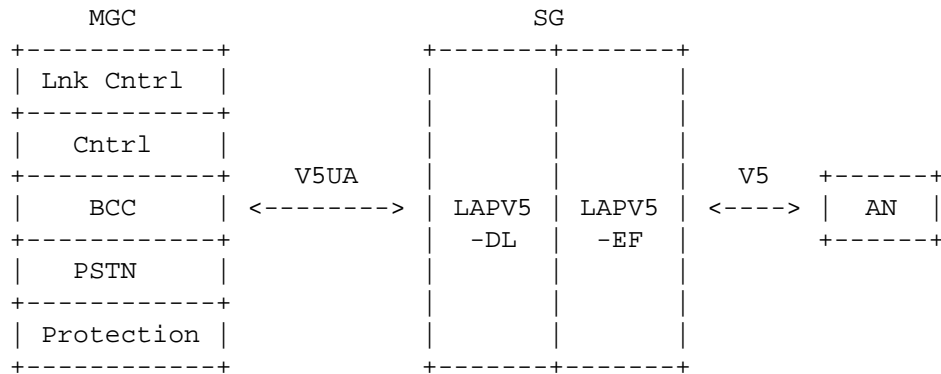 MGC SG
Lnk Cntrl
Cntrl
V5UA V5
BCC <--------> LAPV5 LAPV5 <----> AN
-DL -EF
PSTN
Protection